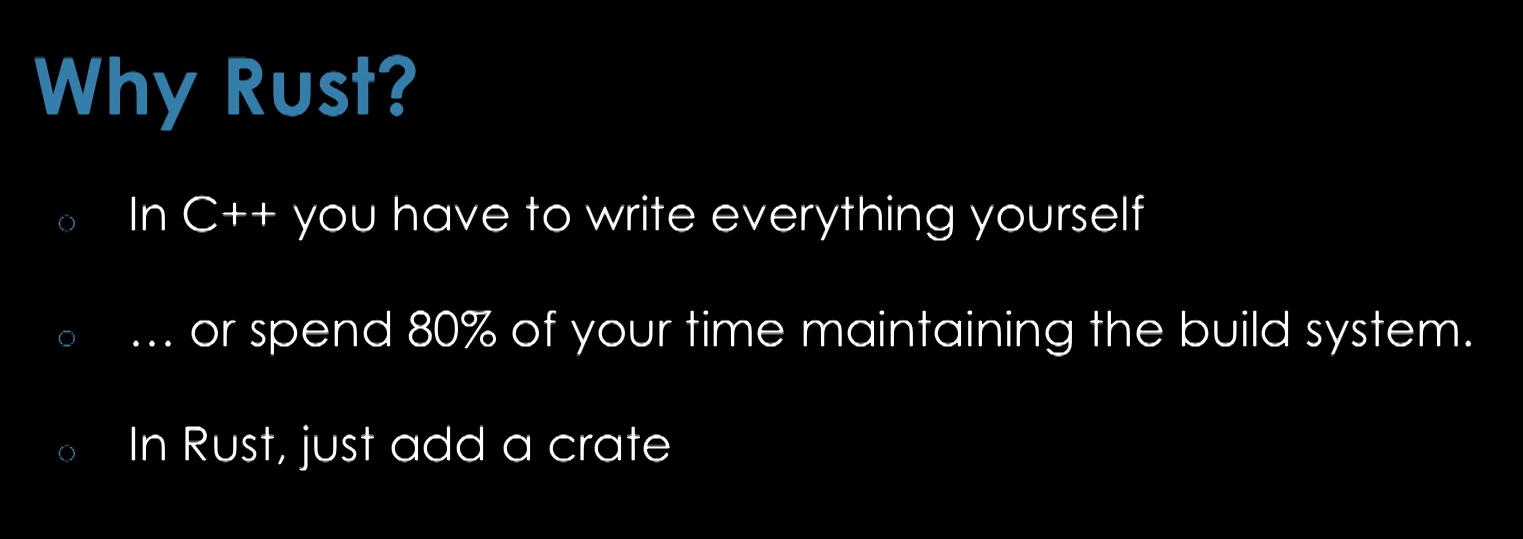 Why Rust?
In C++ you have to write everything yourself
… or spend 80% of your time maintaining the build system.
In Rust, just add a crate